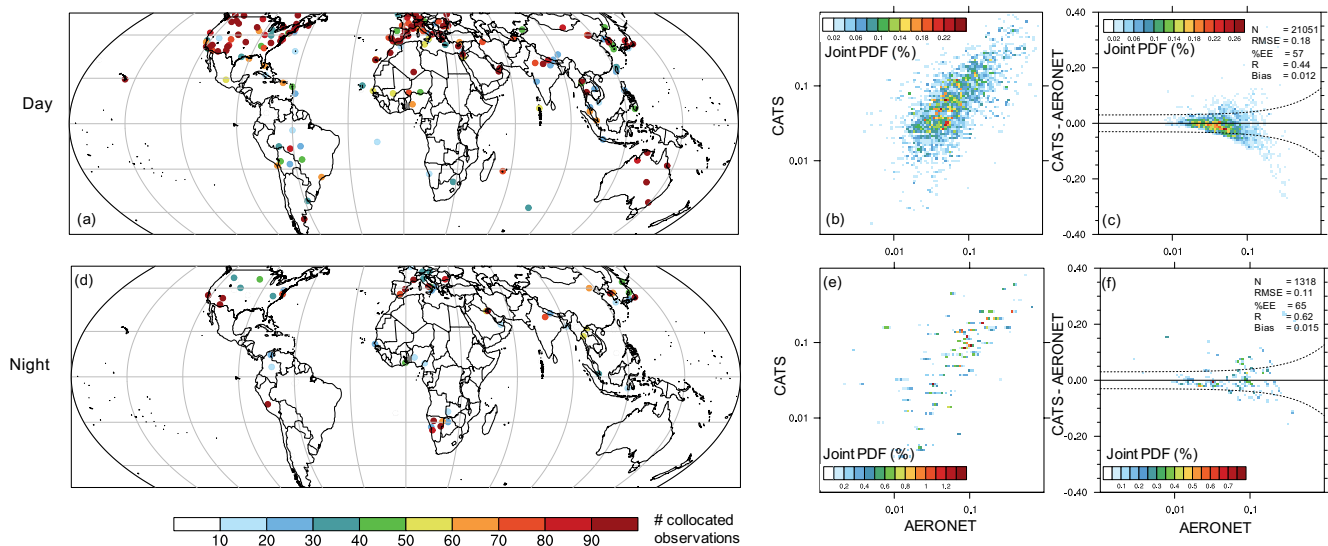 Day
(a)
0.02 0.06 0.1 0.14 0.18 0.22
Joint PDF (%)
CATS
0.1
0.01
(b)
0.01 0.1
0.40
0.02 0.06 0.10 0.14 0.18 0.22 0.26
Joint PDF (%)
N = 21051
RMSE = 0.18
%EE = 57
R = 0.44
Bias = 0.012
CATS - AERONET
0.20
0.00
-0.20
-0.40
(c)
0.01 0.1
Night
(d)
10 20 30 40 50 60 70 80 90
# collocated
observations
(e)
CATS
0.1
0.01
Joint PDF (%)
0.2 0.4 0.6 0.8 1 1.2
0.01 0.1
AERONET
0.40
(f)
N = 1318
RMSE = 0.11
%EE = 65
R = 0.62
Bias = 0.015
CATS - AERONET
0.20
0.00
-0.20
-0.40
Joint PDF (%)
0.1 0.2 0.3 0.4 0.5 0.6 0.7
0.01 0.1
AERONET